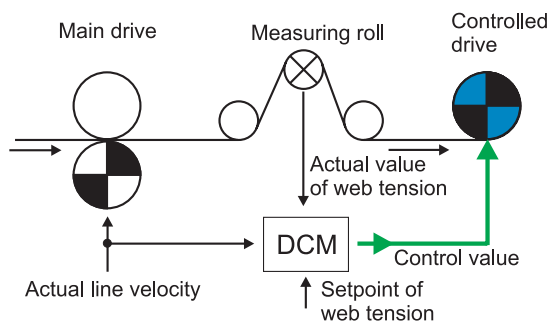 Main drive
Measuring roll
Controlled
drive
Actual value
of web tension
DCM
Control value
Actual line velocity
Setpoint of
web tension